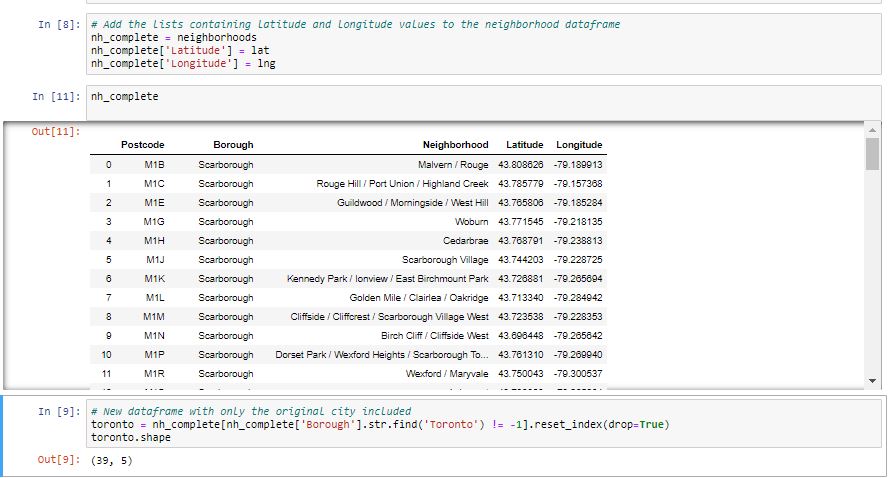 In [8]: # Add the lists containing Latitude and Longitude values to the neighborhood dataframe
nh_complete = neighborhoods
nh_complete['Latitude'] = lat
nh_complete['Longitude'] = lng
In [11]: nh_complete
Out[11]:
Postcode Borough Neighborhood Latitude Longitude
0 M1B Scarborough Malvern / Rouge 43.808626 -79.189913
1 M1C Scarborough Rouge Hill / Port Union / Highland Creek 43.785779 -79.157368
2 M1E Scarborough Guildwood / Morningside / West Hill 43.765806 -79.185284
3 M1G Scarborough Woburn 43.771545 -79.218135
4 M1H Scarborough Cedarbrae 43.768791 -79.238813
5 M1J Scarborough Scarborough Village 43.744203 -79.228725
6 M1K Scarborough Kennedy Park / Ionview / East Birchmount Park 43.726881 -79.265694
7 M1L Scarborough Golden Mile / Clairlea / Oakridge 43.713340 -79.284942
8 M1M Scarborough Cliffside / Cliffcrest / Scarborough Village West 43.723538 -79.228353
9 M1N Scarborough Birch Cliff / Cliffside West 43.696448 -79.265642
10 M1P Scarborough Dorset Park / Wexford Heights / Scarborough To... 43.761310 -79.269940
11 M1R Scarborough Wexford / Maryvale 43.750043 -79.300537
In [9]: # New dataframe with only the original city included
toronto = nh_complete[nh_complete['Borough'].str.find('Toronto') != -1].reset_index(drop=True)
toronto.shape
Out[9]: (39, 5)